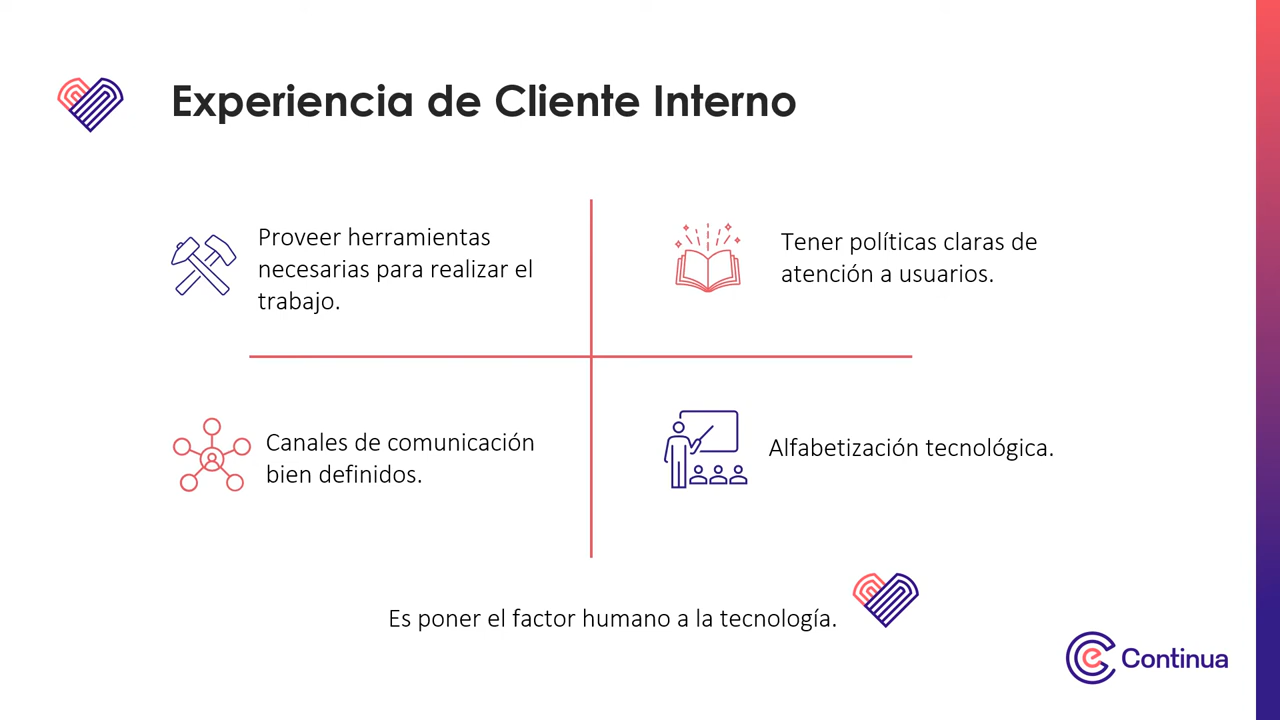 Experiencia de Cliente Interno
Proveer herramientas
necesarias para realizar el
trabajo.
Tener políticas claras de
atención a usuarios.
Canales de comunicación
bien definidos.
Alfabetización tecnológica.
Es poner el factor humano a la tecnología.
Continua